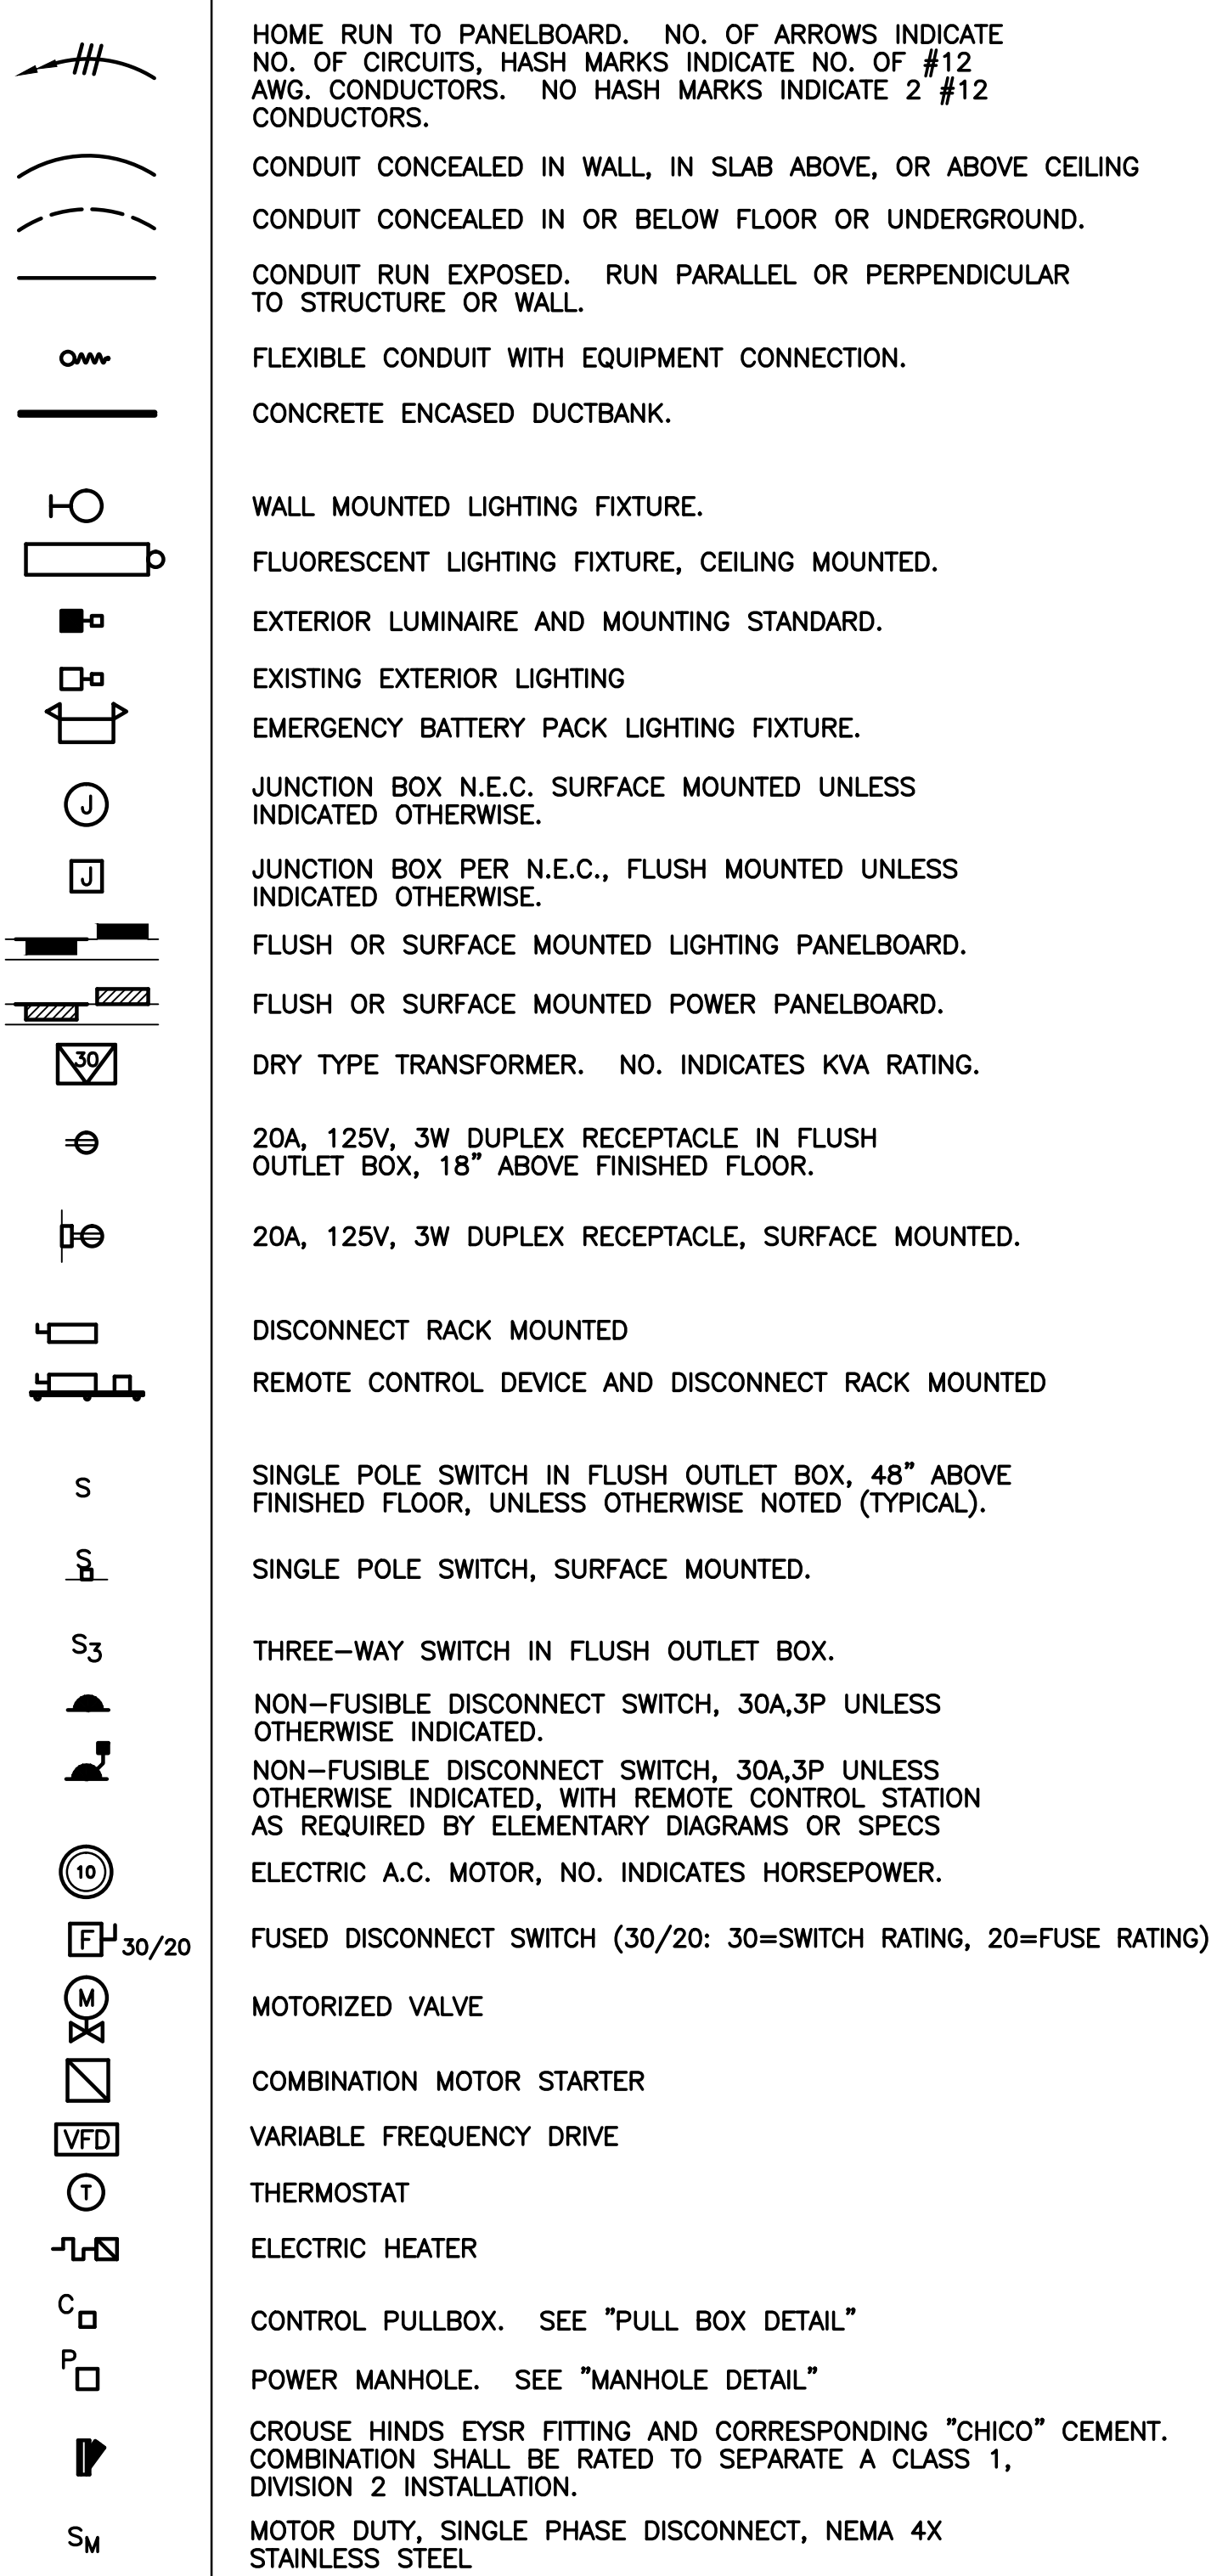 HOME RUN TO PANELBOARD. NO. OF ARROWS INDICATE
NO. OF CIRCUITS, HASH MARKS INDICATE NO. OF #12
AWG. CONDUCTORS. NO HASH MARKS INDICATE 2 #12
CONDUCTORS.
CONDUIT CONCEALED IN WALL, IN SLAB ABOVE, OR ABOVE CEILING
CONDUIT CONCEALED IN OR BELOW FLOOR OR UNDERGROUND.
CONDUIT RUN EXPOSED. RUN PARALLEL OR PERPENDICULAR
TO STRUCTURE OR WALL.
FLEXIBLE CONDUIT WITH EQUIPMENT CONNECTION.
CONCRETE ENCASED DUCTBANK.
WALL MOUNTED LIGHTING FIXTURE.
FLUORESCENT LIGHTING FIXTURE, CEILING MOUNTED.
EXTERIOR LUMINAIRE AND MOUNTING STANDARD.
EXISTING EXTERIOR LIGHTING
EMERGENCY BATTERY PACK LIGHTING FIXTURE.
J
JUNCTION BOX N.E.C. SURFACE MOUNTED UNLESS
INDICATED OTHERWISE.
J
JUNCTION BOX PER N.E.C., FLUSH MOUNTED UNLESS
INDICATED OTHERWISE.
FLUSH OR SURFACE MOUNTED LIGHTING PANELBOARD.
FLUSH OR SURFACE MOUNTED POWER PANELBOARD.
30 DRY TYPE TRANSFORMER. NO. INDICATES KVA RATING.
20A, 125V, 3W DUPLEX RECEPTACLE IN FLUSH
OUTLET BOX, 18" ABOVE FINISHED FLOOR.
20A, 125V, 3W DUPLEX RECEPTACLE, SURFACE MOUNTED.
DISCONNECT RACK MOUNTED
REMOTE CONTROL DEVICE AND DISCONNECT RACK MOUNTED
S
SINGLE POLE SWITCH IN FLUSH OUTLET BOX, 48" ABOVE
FINISHED FLOOR, UNLESS OTHERWISE NOTED (TYPICAL).
S SINGLE POLE SWITCH, SURFACE MOUNTED.
S3 THREE-WAY SWITCH IN FLUSH OUTLET BOX.
NON-FUSIBLE DISCONNECT SWITCH, 30A,3P UNLESS
OTHERWISE INDICATED.
NON-FUSIBLE DISCONNECT SWITCH, 30A,3P UNLESS
OTHERWISE INDICATED, WITH REMOTE CONTROL STATION
AS REQUIRED BY ELEMENTARY DIAGRAMS OR SPECS
10 ELECTRIC A.C. MOTOR, NO. INDICATES HORSEPOWER.
F 30/20 FUSED DISCONNECT SWITCH (30/20: 30=SWITCH RATING, 20=FUSE RATING)
M MOTORIZED VALVE
COMBINATION MOTOR STARTER
VFD VARIABLE FREQUENCY DRIVE
T THERMOSTAT
ELECTRIC HEATER
C CONTROL PULLBOX. SEE "PULL BOX DETAIL"
P POWER MANHOLE. SEE "MANHOLE DETAIL"
CROUSE HINDS EYSR FITTING AND CORRESPONDING "CHICO" CEMENT.
COMBINATION SHALL BE RATED TO SEPARATE A CLASS 1,
DIVISION 2 INSTALLATION.
SM MOTOR DUTY, SINGLE PHASE DISCONNECT, NEMA 4X
STAINLESS STEEL